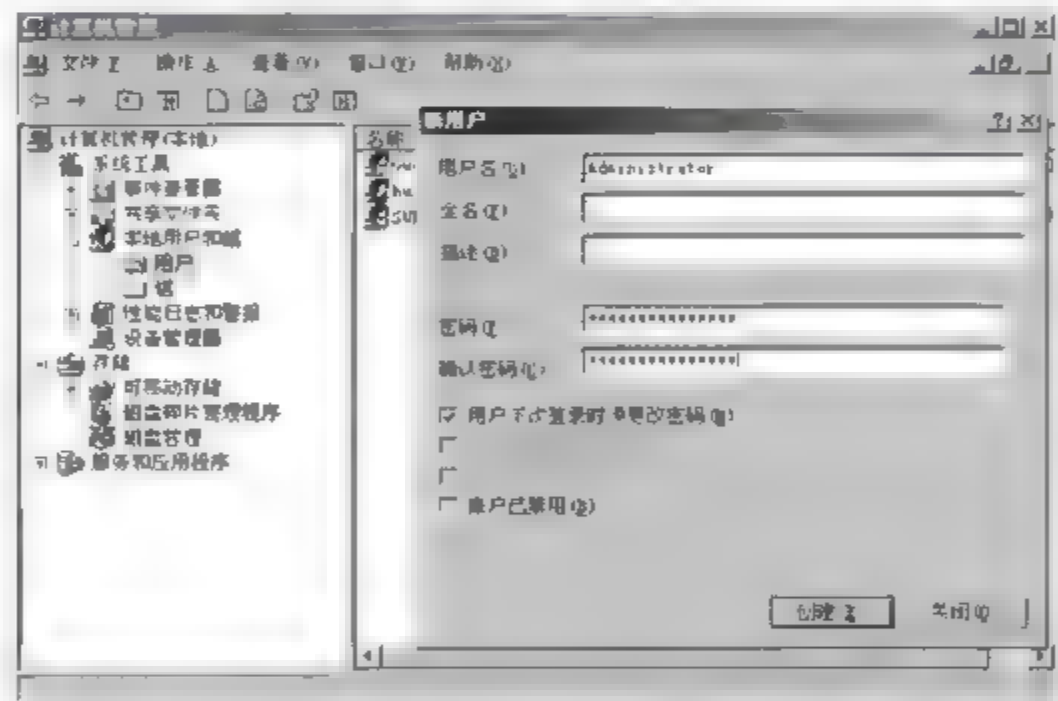 计算机管理
文件 操作 查看(V) 窗口(W) 帮助(H)
计算机管理(本地)
系统工具
事件查看器
共享文件夹
本地用户和组
用户
组
性能日志和警报
设备管理器
存储
可移动存储
磁盘碎片整理程序
磁盘管理
服务和应用程序
名称
新用户
用户名(U) Administrator
全名(F)
描述(D)
密码(P ****************
确认密码(C) ****************
用户下次登录时须更改密码(M)
账户已禁用(B)
创建 关闭(O)